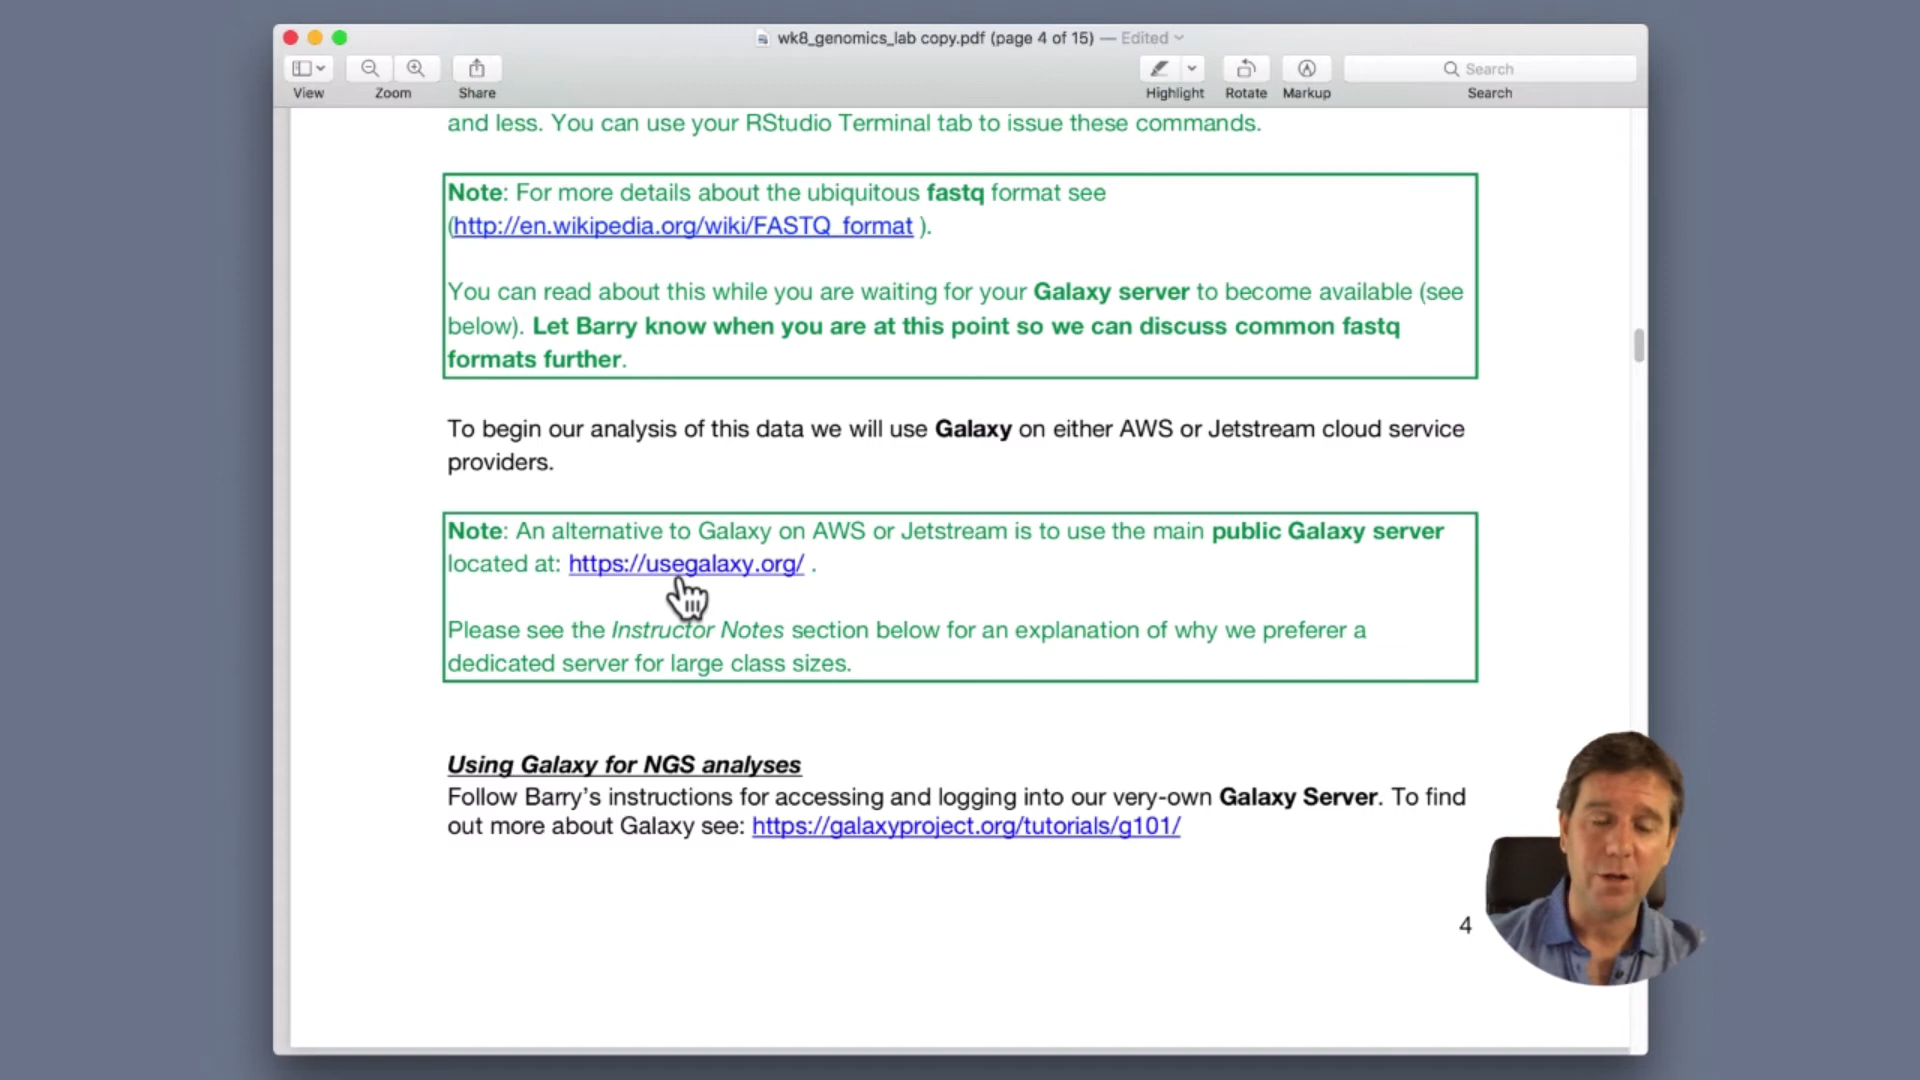 wk8_genomics_lab copy.pdf (page 4 of 15) — Edited
View
Zoom
Share
Highlight
Rotate
Markup
Search
Search
and less. You can use your RStudio Terminal tab to issue these commands.
Note: For more details about the ubiquitous fastq format see
(http://en.wikipedia.org/wiki/FASTQ_format ).
You can read about this while you are waiting for your Galaxy server to become available (see
below). Let Barry know when you are at this point so we can discuss common fastq
formats further.
To begin our analysis of this data we will use Galaxy on either AWS or Jetstream cloud service
providers.
Note: An alternative to Galaxy on AWS or Jetstream is to use the main public Galaxy server
located at: https://usegalaxy.org/ .
Please see the Instructor Notes section below for an explanation of why we preferer a
dedicated server for large class sizes.
Using Galaxy for NGS analyses
Follow Barry’s instructions for accessing and logging into our very-own Galaxy Server. To find
out more about Galaxy see: https://galaxyproject.org/tutorials/g101/
4